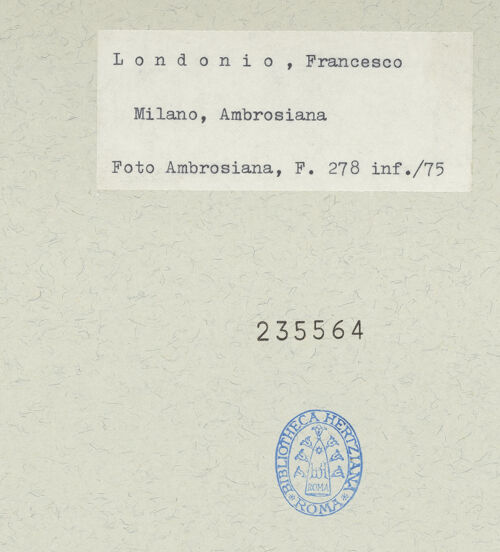 L o n d o n i o , Francesco
Milano, Ambrosiana
Foto Ambrosiana, F. 278 inf./75
235564
BIBLIOTHECA HERTZIANA
ROMA
* ROMA *